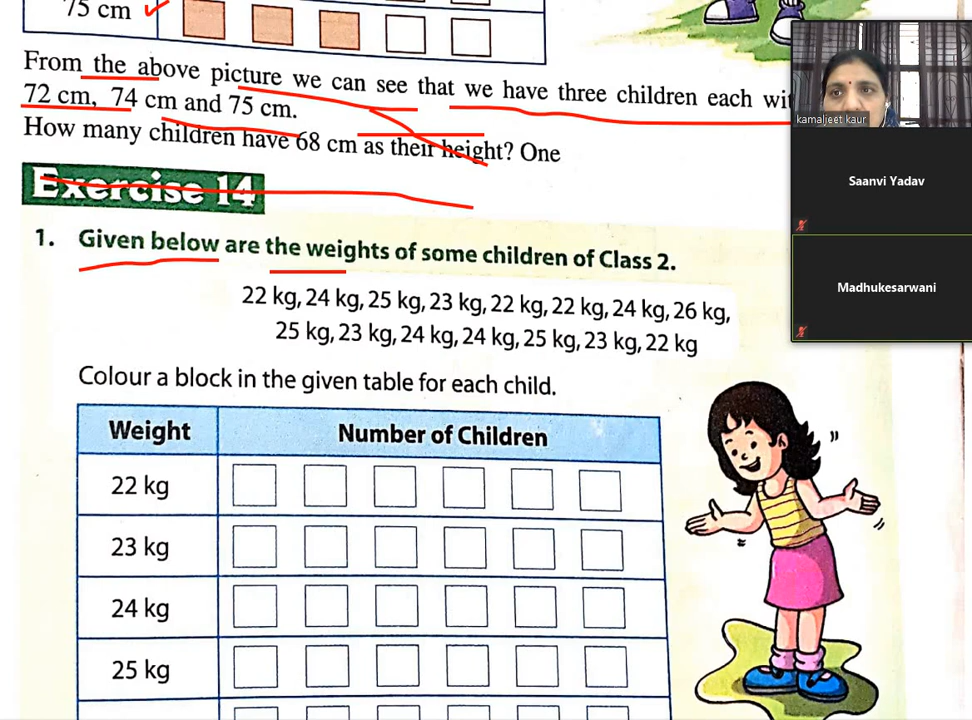 75 cm
From the above picture we can see that we have three children each
72 cm, 74 cm and 75 cm.
How many children have 68 cm as their height? One
Exercise 14
1. Given below are the weights of some children of Class 2.
22 kg, 24 kg, 25 kg, 23 kg, 22 kg, 22 kg, 24 kg, 26 kg,
25 kg, 23 kg, 24 kg, 24 kg, 25 kg, 23 kg, 22 kg
Colour a block in the given table for each child.
Weight Number of Children
22 kg
23 kg
24 kg
25 kg
kamaljeet kaur
Saanvi Yadav
Madhukesarwani